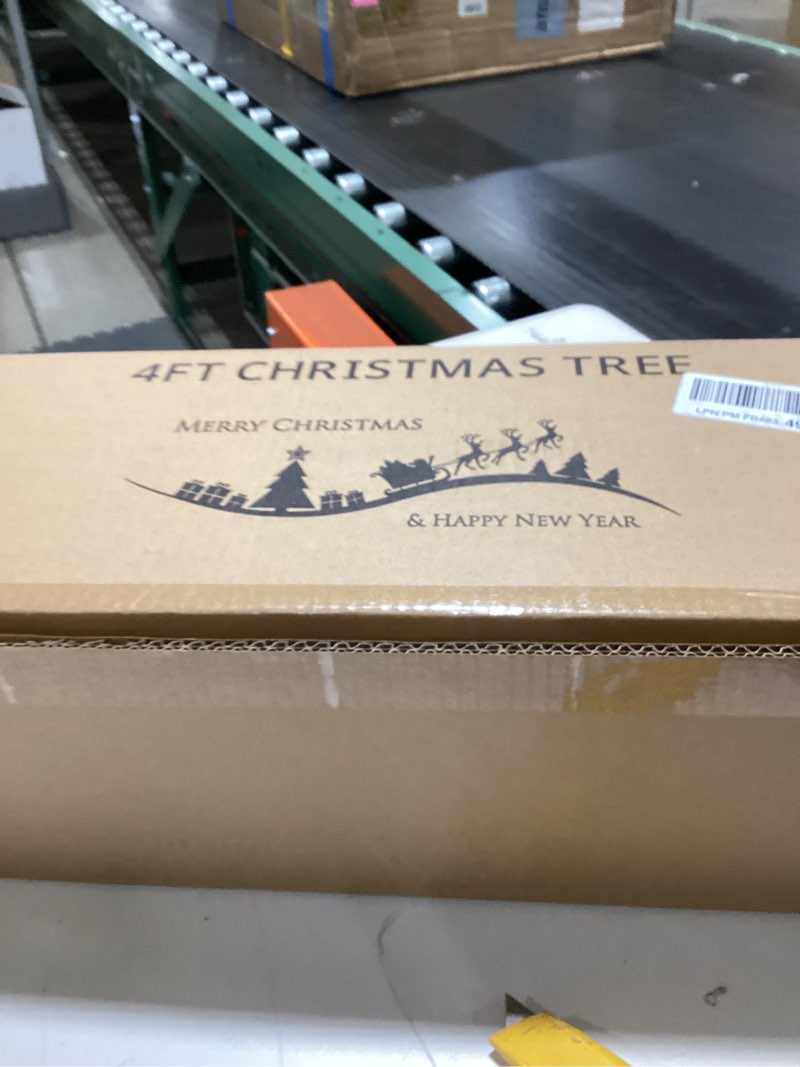 4FT CHRISTMAS TREE
MERRY CHRISTMAS
& HAPPY NEW YEAR